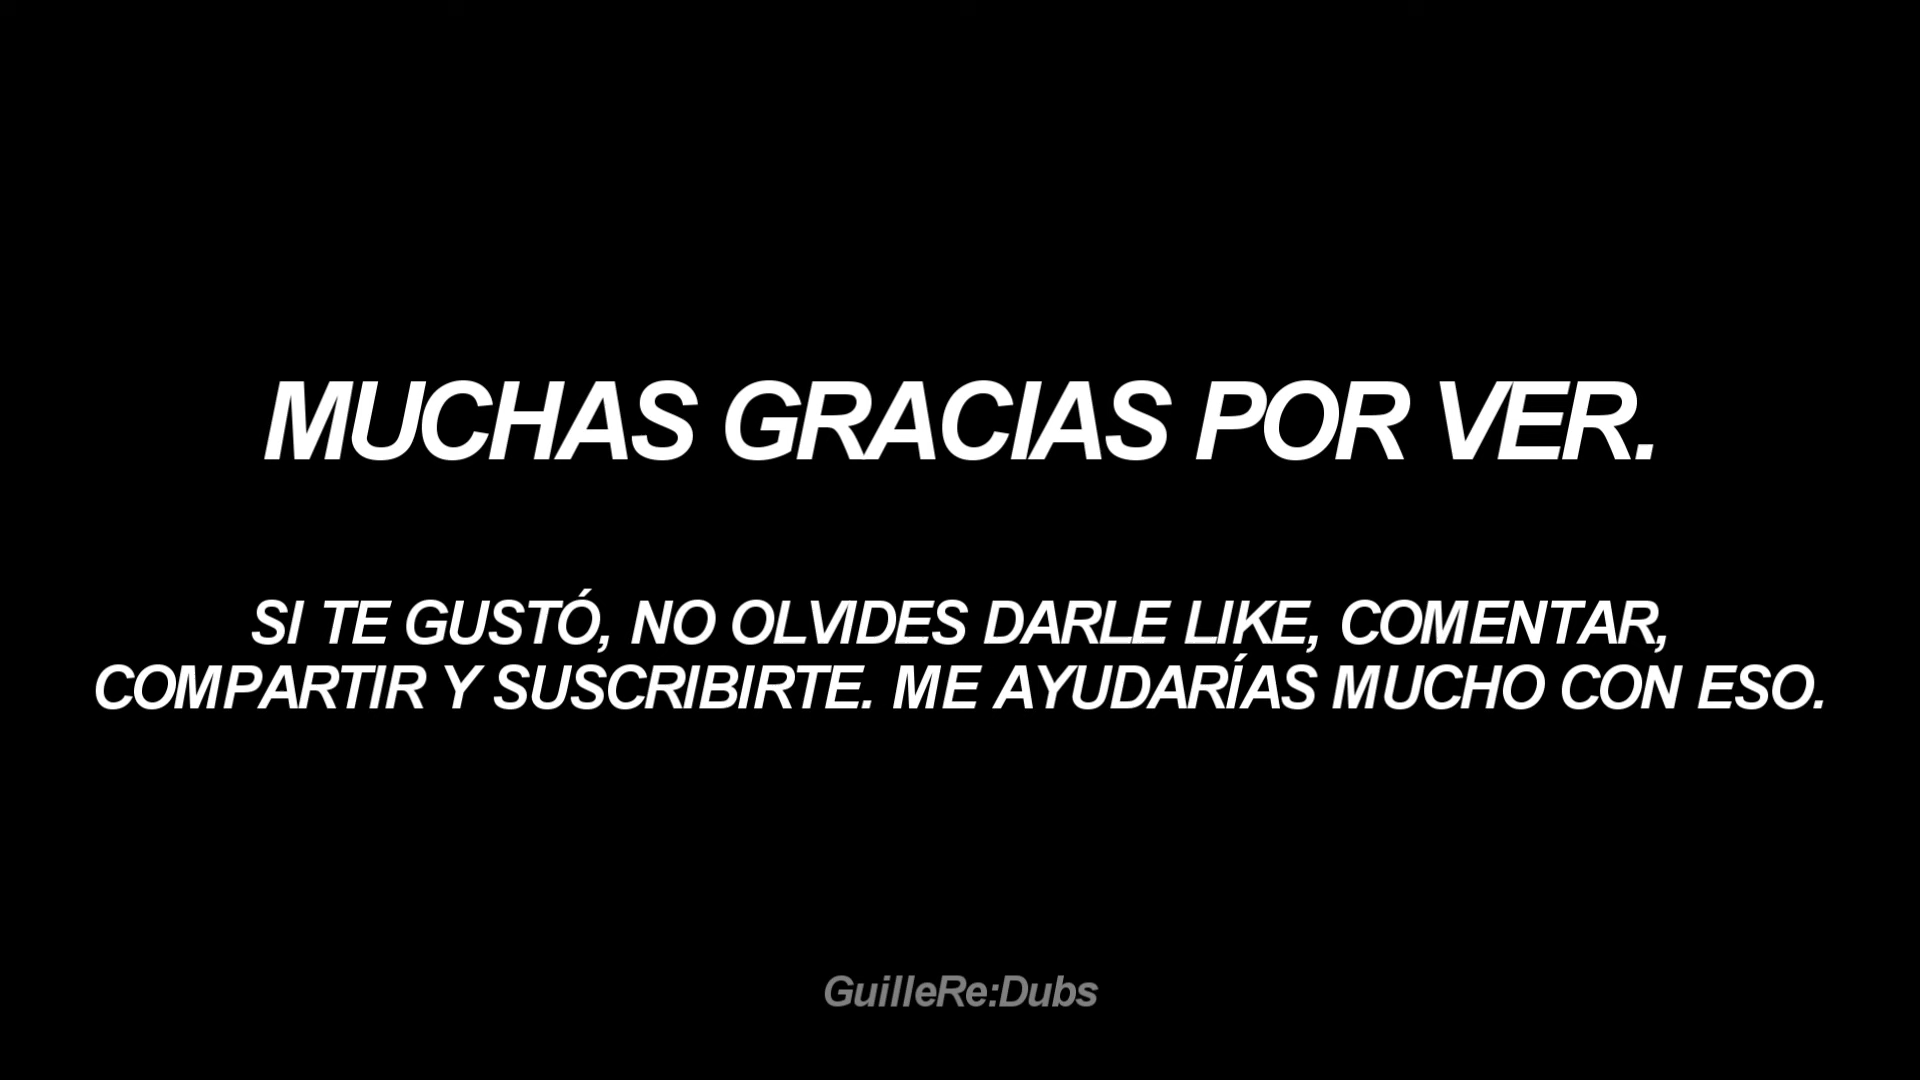 MUCHAS GRACIAS POR VER.
SI TE GUSTÓ, NO OLVIDES DARLE LIKE, COMENTAR,
COMPARTIR Y SUSCRIBIRTE. ME AYUDARÍAS MUCHO CON ESO.
GuilleRe:Dubs